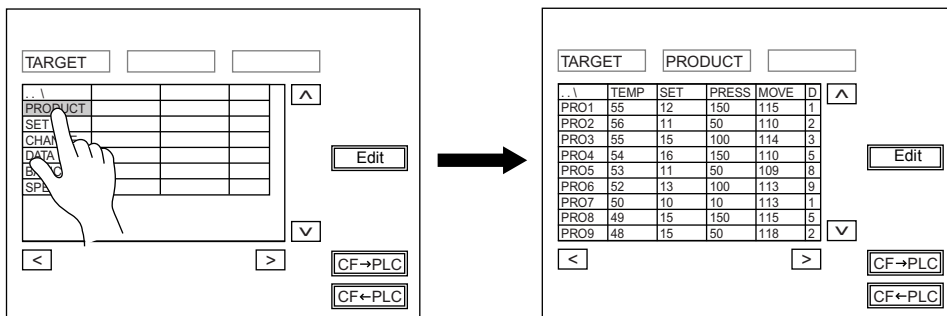 TARGET
. . \
PRODUCT
SET
CHANGE
DATA
∧
Edit
∨
<
>
CF→PLC
CF←PLC
TARGET PRODUCT
. . \ TEMP SET PRESS MOVE D
PRO1 55 12 150 115 1
PRO2 56 11 50 110 2
PRO3 55 15 100 114 3
PRO4 54 16 150 110 5
PRO5 53 11 50 109 8
PRO6 52 13 100 113 9
PRO7 50 10 10 113 1
PRO8 49 15 150 115 5
PRO9 48 15 50 118 2
∧
Edit
∨
<
>
CF→PLC
CF←PLC